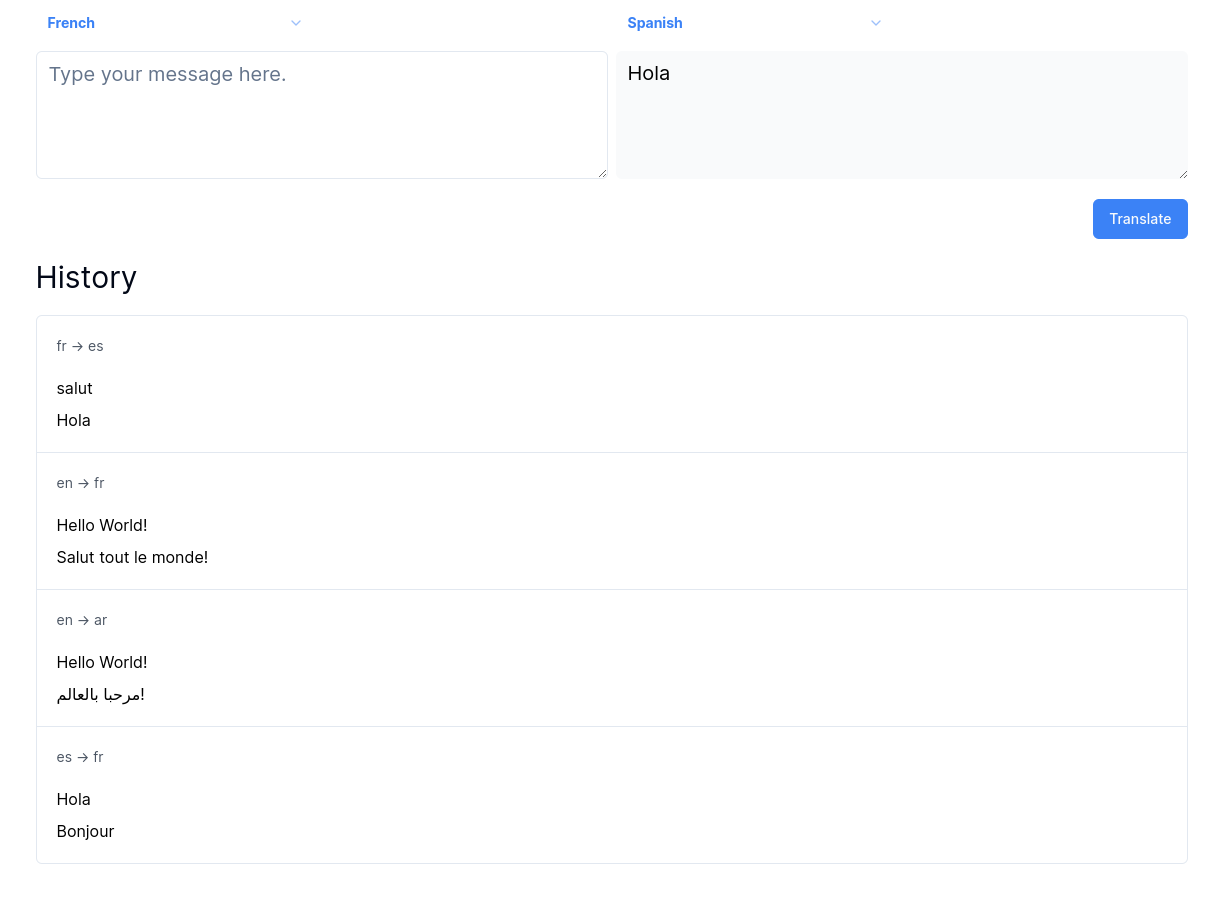 French
Spanish
Type your message here.
Hola
Translate
History
fr → es
salut
Hola
en → fr
Hello World!
Salut tout le monde!
en → ar
Hello World!
مرحبا بالعالم!
es → fr
Hola
Bonjour